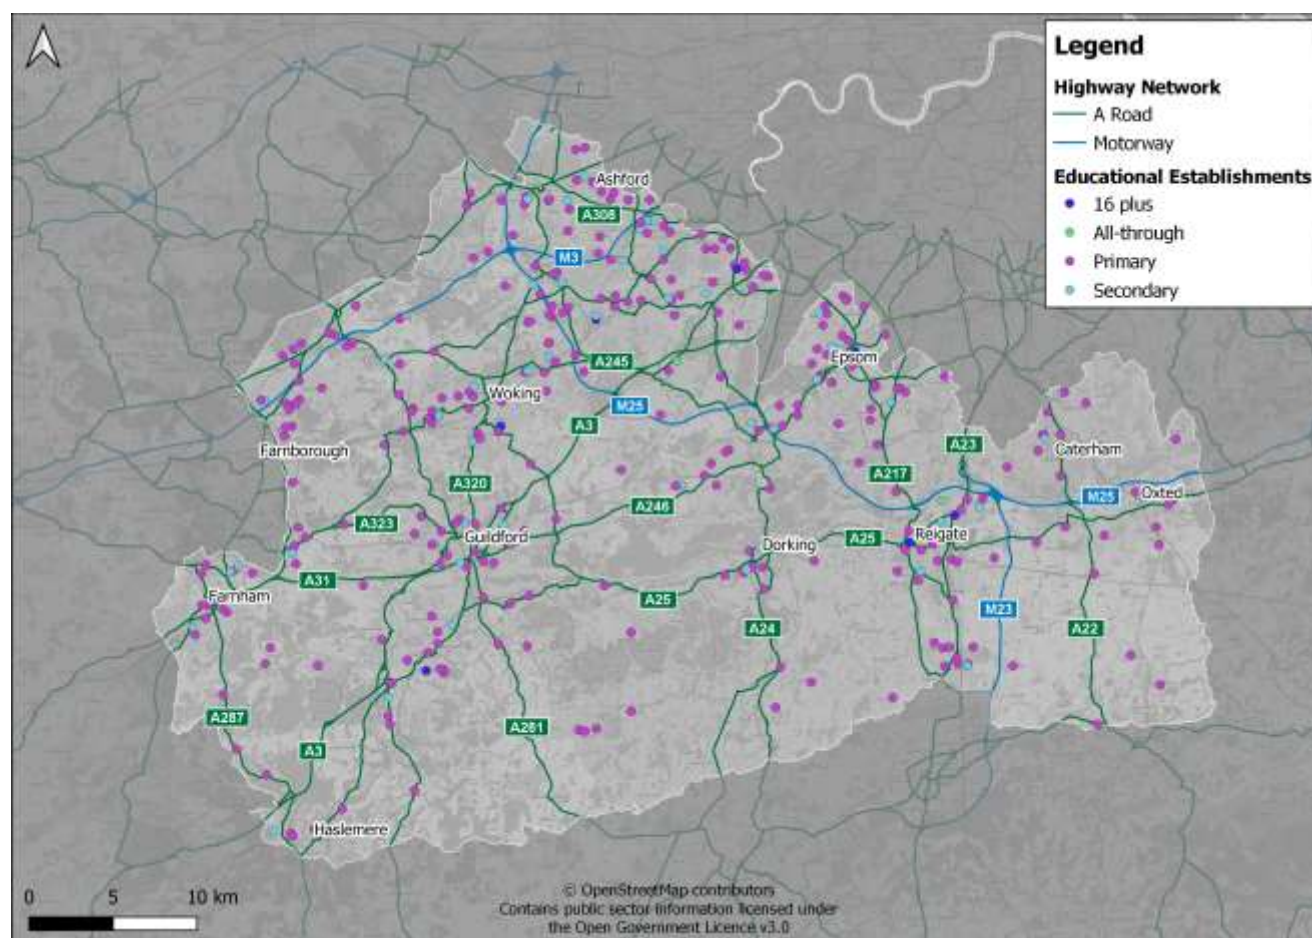 Legend
Highway Network
A Road
Motorway
Educational Establishments
16 plus
All-through
Primary
Secondary
Ashford
A308
M3
Epsom
A245
Woking
M25
A3
Farnborough
A23
Caterham
A217
A320
M25
Oxted
A246
A323
Guildford
Dorking
A25
Reigate
A31
Farnham
A25
M23
A24
A22
A287
A281
A3
Haslemere
0 5 10 km
© OpenStreetMap contributors
Contains public sector information licensed under
the Open Government Licence v3.0